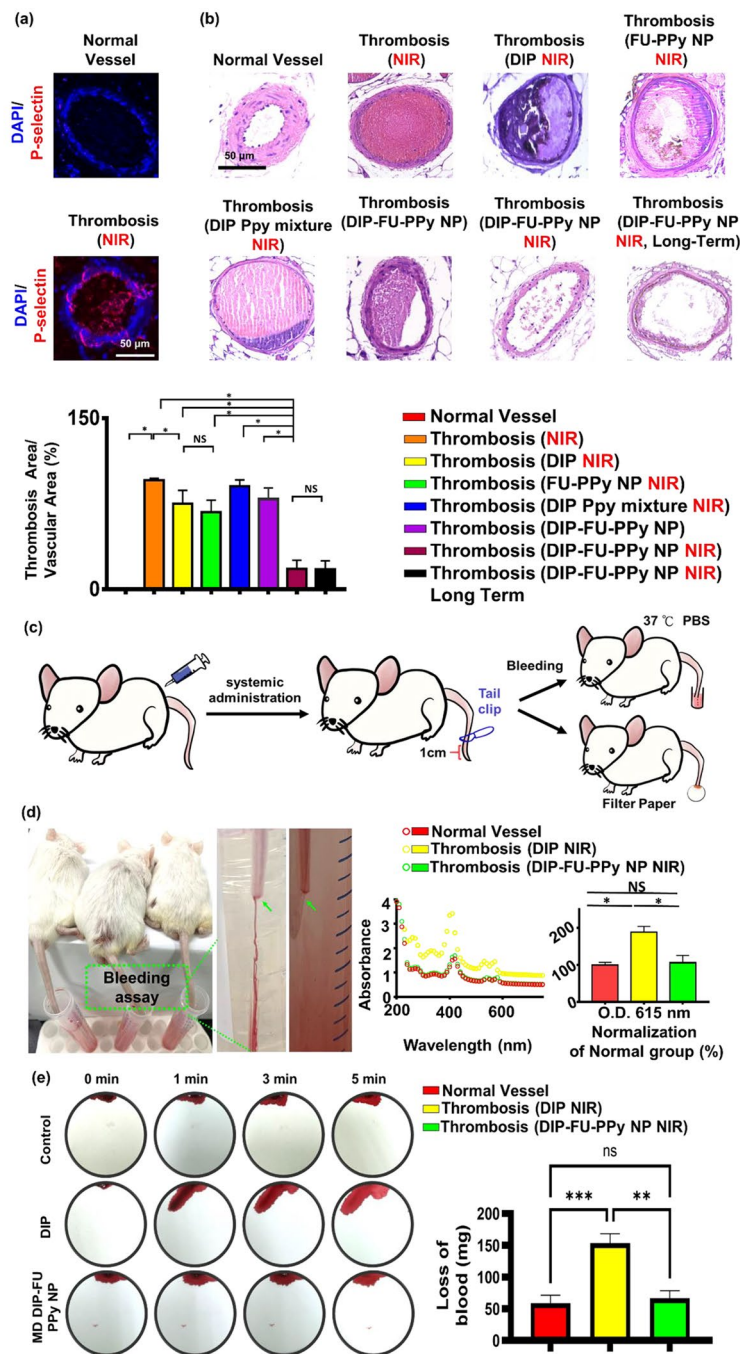 (a)
Normal
Vessel
DAPI/
P-selectin
Thrombosis
(NIR)
DAPI/
P-selectin
50 µm
(b)
Normal Vessel
50 µm
Thrombosis
(NIR)
Thrombosis
(DIP NIR)
Thrombosis
(FU-PPy NP
NIR)
Thrombosis
(DIP Ppy mixture
NIR)
Thrombosis
(DIP-FU-PPy NP)
Thrombosis
(DIP-FU-PPy NP
NIR)
Thrombosis
(DIP-FU-PPy NP
NIR, Long-Term)
Thrombosis Area/
Vascular Area (%)
150
0
*
*
*
*
*
*
*
NS
NS
Normal Vessel
Thrombosis (NIR)
Thrombosis (DIP NIR)
Thrombosis (FU-PPy NP NIR)
Thrombosis (DIP Ppy mixture NIR)
Thrombosis (DIP-FU-PPy NP)
Thrombosis (DIP-FU-PPy NP NIR)
Thrombosis (DIP-FU-PPy NP NIR)
Long Term
(c)
systemic
administration
Tail
clip
1cm
Bleeding
37 ℃ PBS
Filter Paper
(d)
Bleeding
assay
Normal Vessel
Thrombosis (DIP NIR)
Thrombosis (DIP-FU-PPy NP NIR)
Absorbance
4
3
2
1
0
200 400 600
Wavelength (nm)
NS
* *
200
100
0
O.D. 615 nm
Normalization
of Normal group (%)
(e)
0 min 1 min 3 min 5 min
Control
DIP
MD DIP-FU
PPy NP
Normal Vessel
Thrombosis (DIP NIR)
Thrombosis (DIP-FU-PPy NP NIR)
ns
*** **
Loss of
blood (mg)
200
150
100
50
0